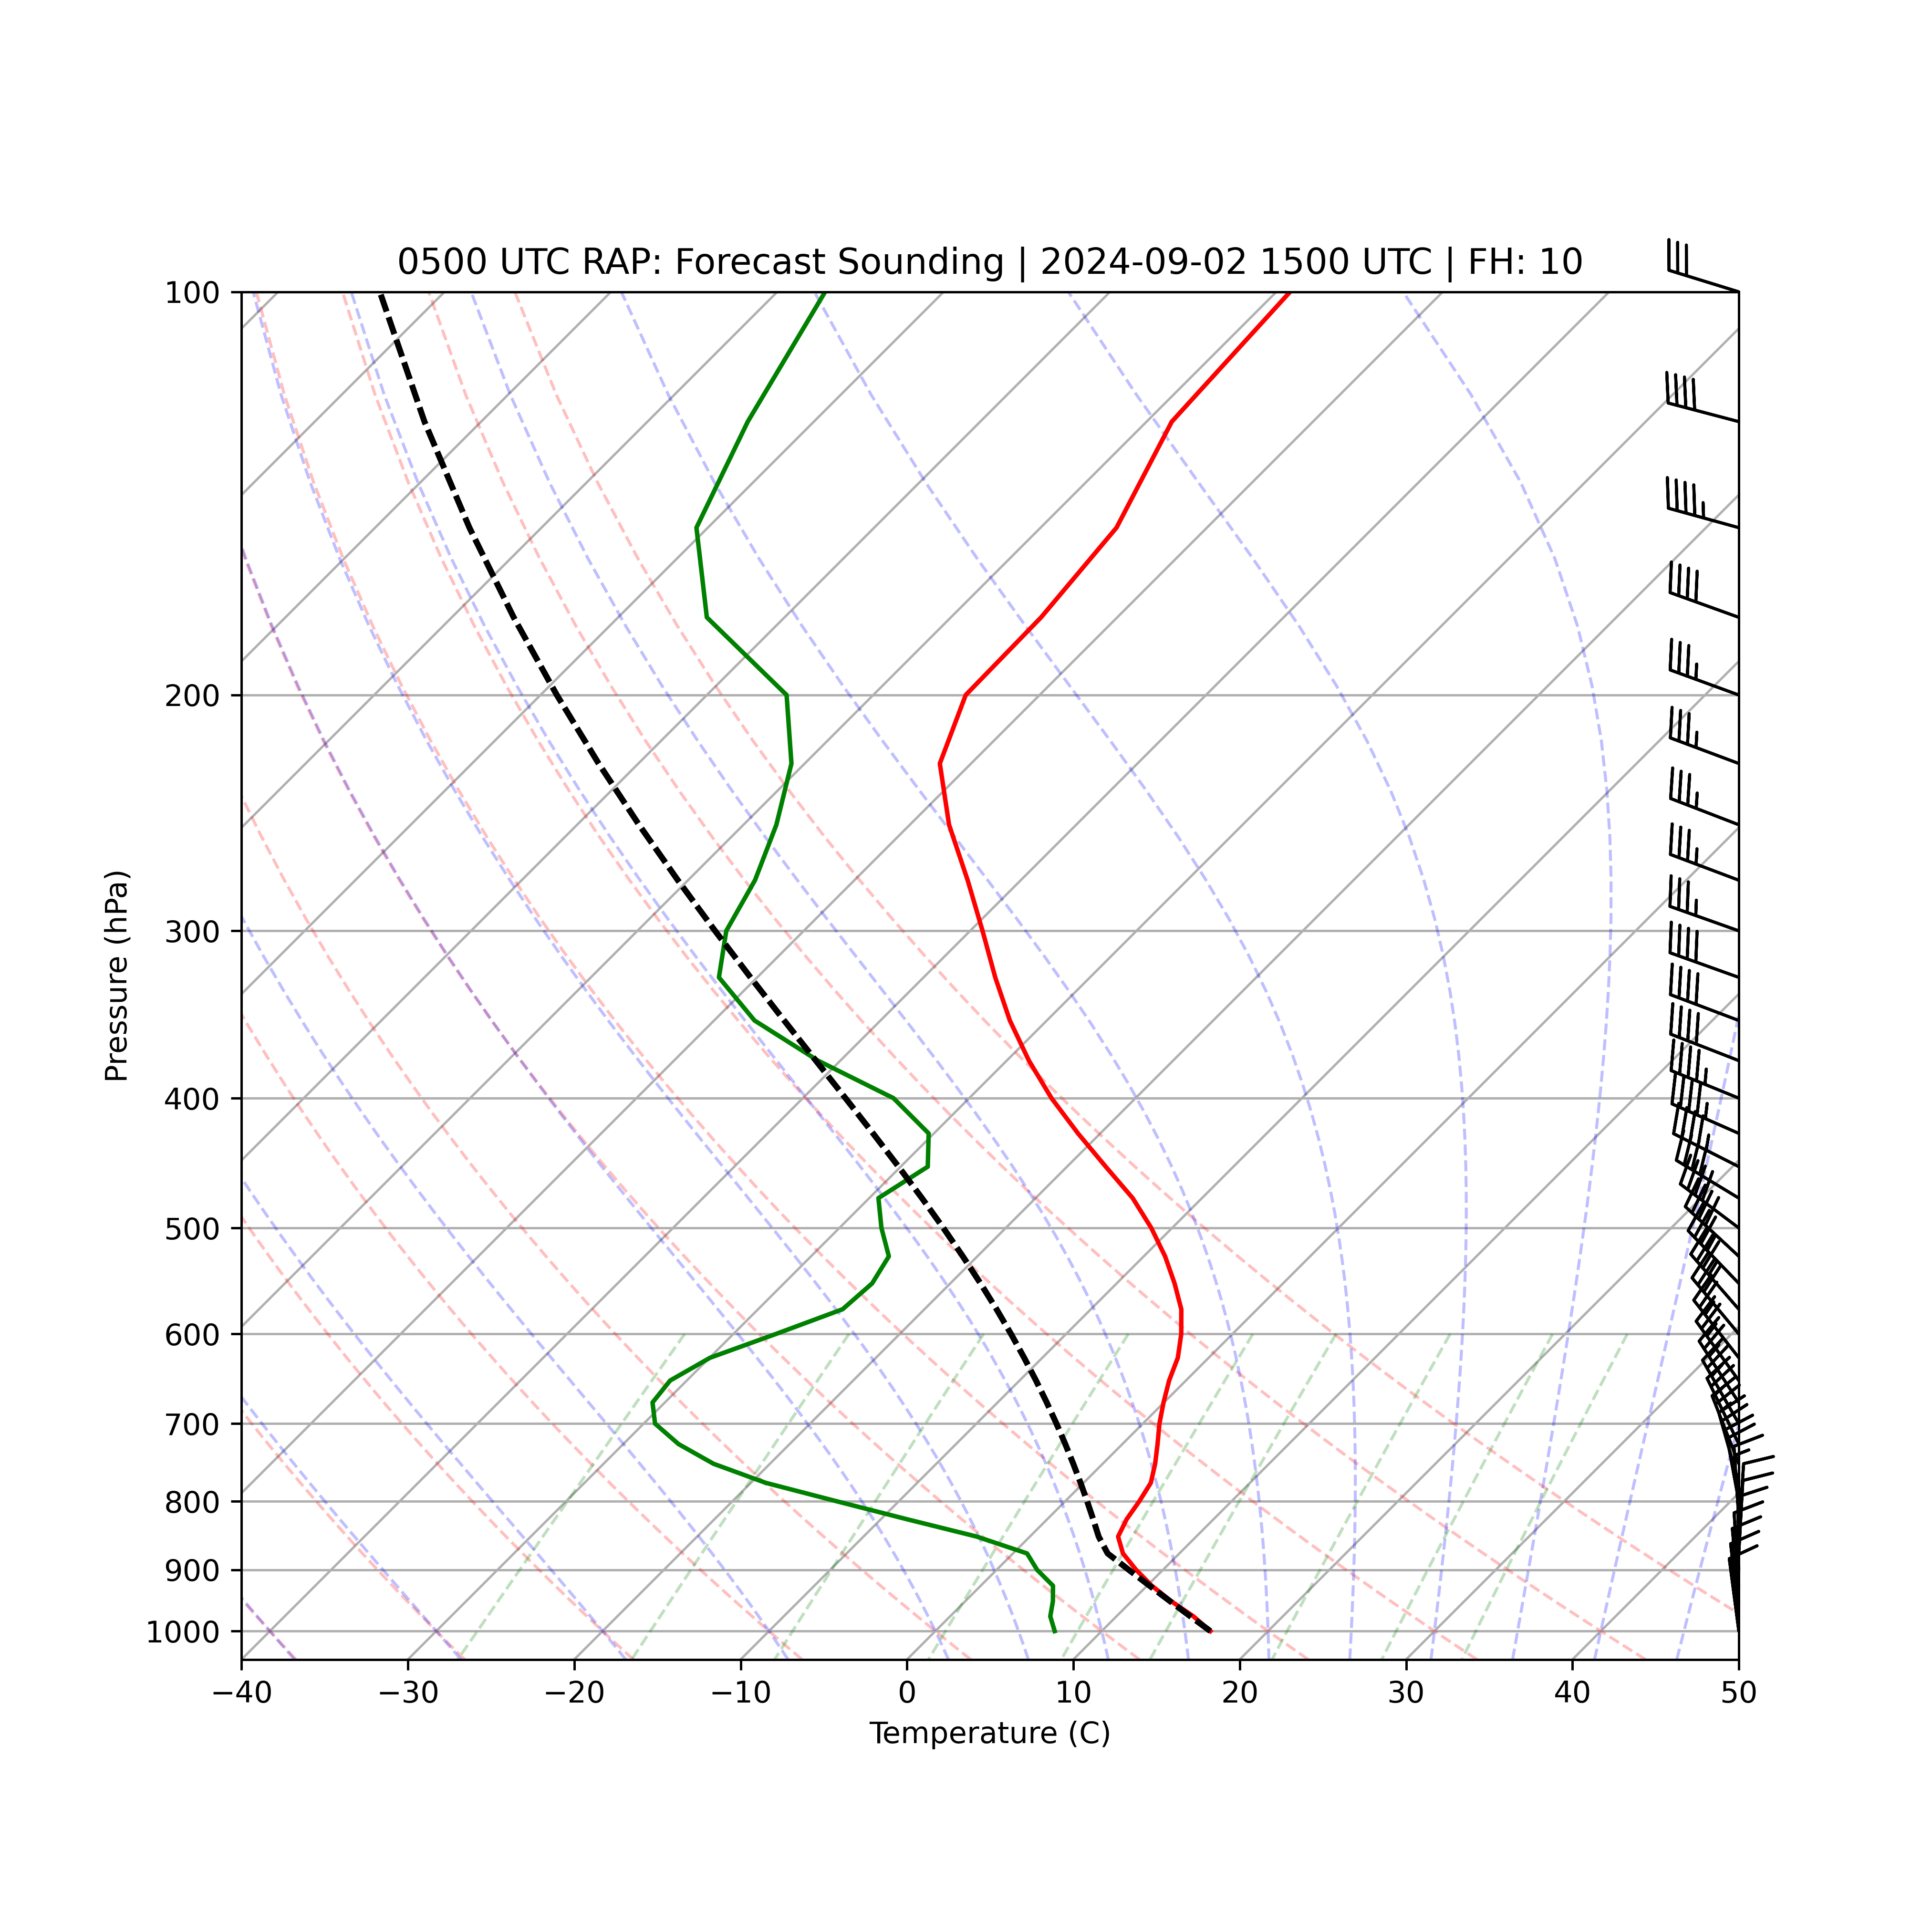 0500 UTC RAP: Forecast Sounding | 2024-09-02 1500 UTC | FH: 10
100
200
300
400
500
600
700
800
900
1000
Pressure (hPa)
−40 −30 −20 −10 0 10 20 30 40 50
Temperature (C)